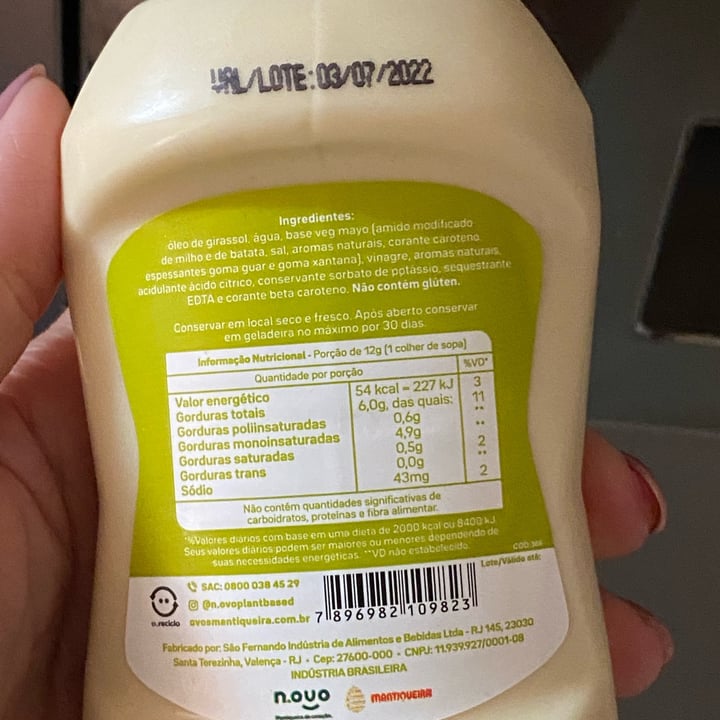 VAL/LOTE:03/07/2022
Ingredientes:
óleo de girassol, água, base veg mayo (amido modificado
de milho e de batata, sal, aromas naturais, corante caroteno,
espessantes goma guar e goma xantana), vinagre, aromas naturais,
acidulante ácido cítrico, conservante sorbato de potássio, sequestrante
EDTA e corante beta caroteno. Não contém glúten.
Conservar em local seco e fresco. Após aberto conservar
em geladeira no máximo por 30 dias.
Informação Nutricional - Porção de 12g (1 colher de sopa)
Quantidade por porção %VD*
Valor energético 54 kcal = 227 kJ 3
Gorduras totais 6,0g, das quais: 11
Gorduras poliinsaturadas 0,6g **
Gorduras monoinsaturadas 4,9g **
Gorduras saturadas 0,5g 2
Gorduras trans 0,0g **
Sódio 43mg 2
Não contém quantidades significativas de
carboidratos, proteínas e fibra alimentar.
*%Valores diários com base em uma dieta de 2000 kcal ou 8400 kJ.
Seus valores diários podem ser maiores ou menores dependendo de
suas necessidades energéticas. **VD não estabelecido.
Lote/Válido até:
SAC: 0800 038 45 29
@n.ovoplantbased
ovosmantiqueira.com.br
eu.reciclo
7 896982 109823
Fabricado por: São Fernando Indústria de Alimentos e Bebidas Ltda - RJ 145, 23030
Santa Terezinha, Valença - RJ - Cep: 27600-000 - CNPJ: 11.939.927/0001-08
INDÚSTRIA BRASILEIRA
n.ovo
MANTIQUEIRA